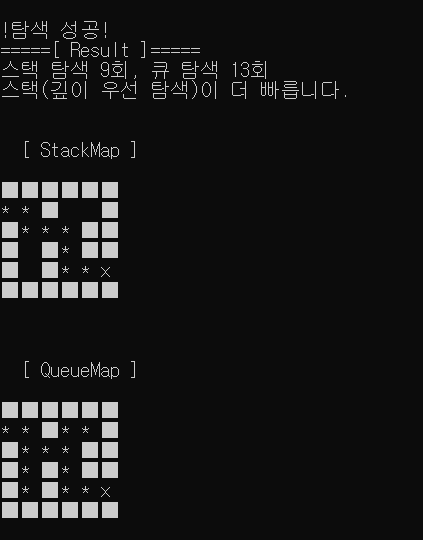 !탐색 성공!
=====[ Result ]=====
스택 탐색 9회, 큐 탐색 13회
스택(깊이 우선 탐색)이 더 빠릅니다.
[ StackMap ]
■■■■■■
* * ■    ■
■ * * * ■■
■  ■ * ■■
■  ■ * * x
■■■■■■
[ QueueMap ]
■■■■■■
* * ■ * * ■
■ * * * ■■
■ * ■ * ■■
■ * ■ * * x
■■■■■■